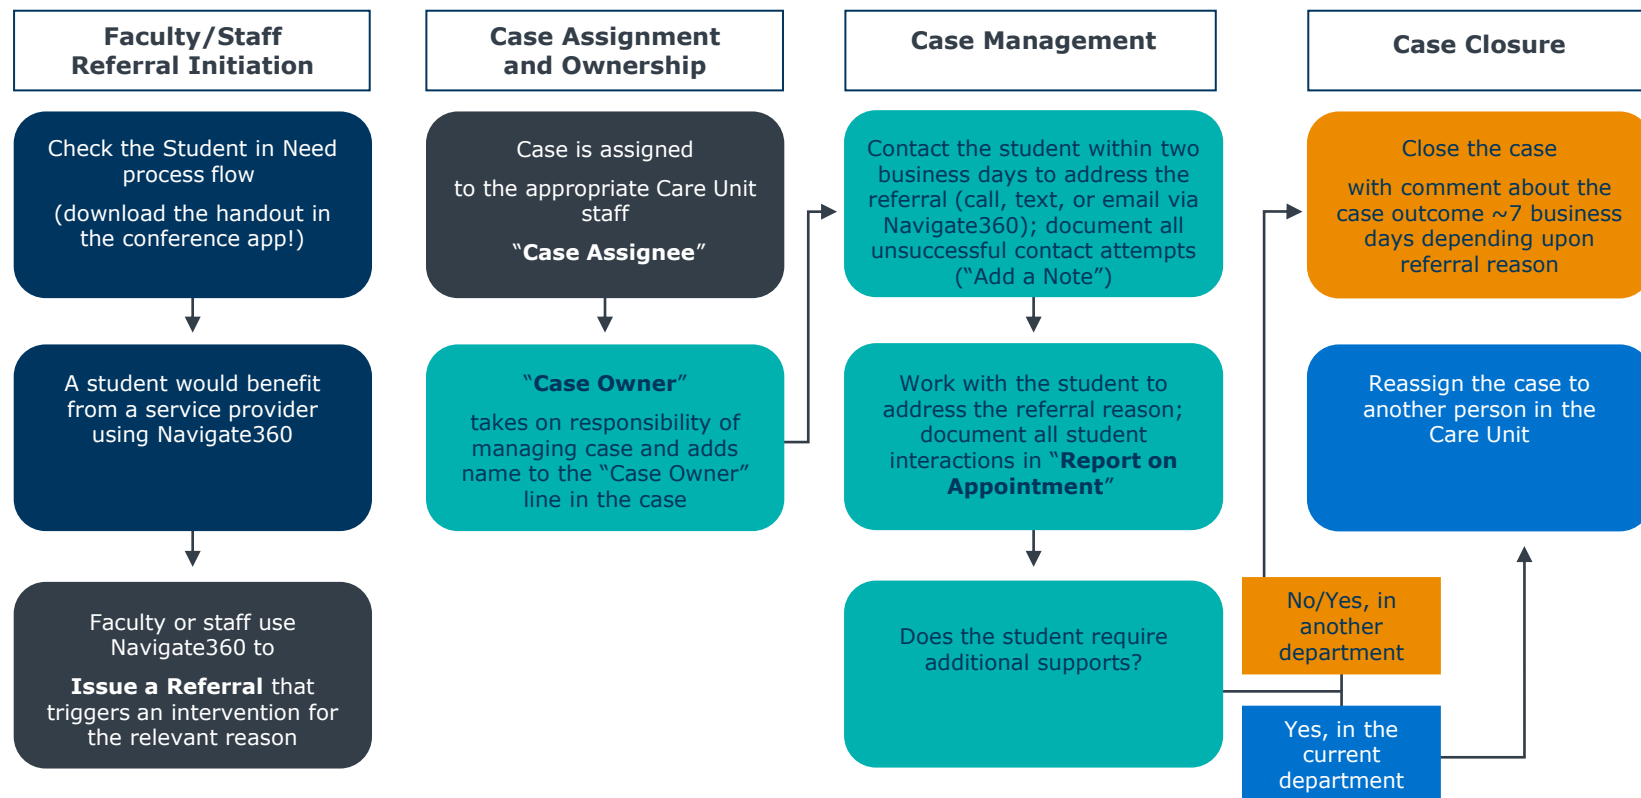 Faculty/Staff
Referral Initiation
Check the Student in Need
process flow
(download the handout in
the conference app!)
A student would benefit
from a service provider
using Navigate360
Faculty or staff use
Navigate360 to
Issue a Referral that
triggers an intervention for
the relevant reason
Case Assignment
and Ownership
Case is assigned
to the appropriate Care Unit
staff
“Case Assignee”
“Case Owner”
takes on responsibility of
managing case and adds
name to the “Case Owner”
line in the case
Case Management
Contact the student within two
business days to address the
referral (call, text, or email via
Navigate360); document all
unsuccessful contact attempts
(“Add a Note”)
Work with the student to
address the referral reason;
document all student
interactions in “Report on
Appointment”
Does the student require
additional supports?
No/Yes, in
another
department
Yes, in the
current
department
Case Closure
Close the case
with comment about the
case outcome ~7 business
days depending upon
referral reason
Reassign the case to
another person in the
Care Unit